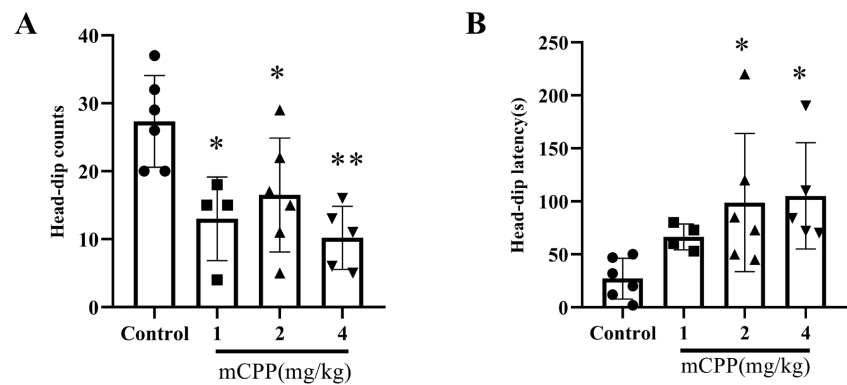 A
Head-dip counts
40
30
20
10
0
*
*
**
Control 1 2 4
mCPP(mg/kg)
B
Head-dip latency(s)
250
200
150
100
50
0
*
*
Control 1 2 4
mCPP(mg/kg)